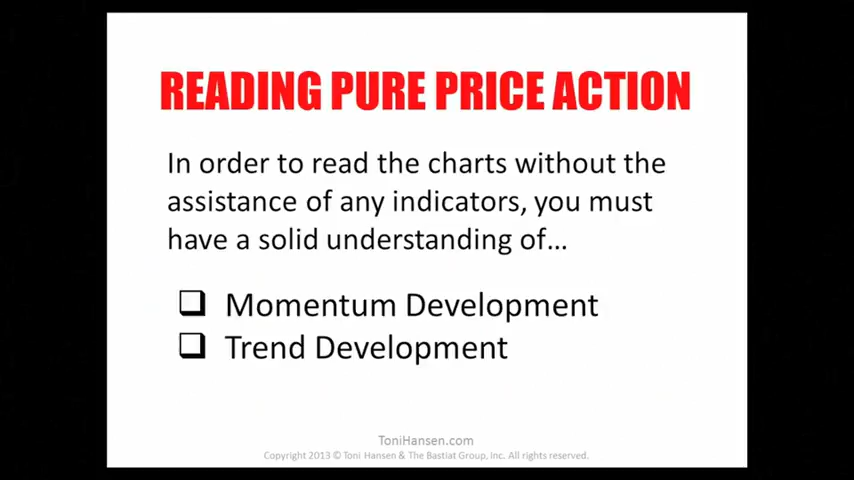 READING PURE PRICE ACTION
In order to read the charts without the
assistance of any indicators, you must
have a solid understanding of...
Momentum Development
Trend Development
ToniHansen.com
Copyright 2013 © Toni Hansen & The Bastiat Group, Inc. All rights reserved.